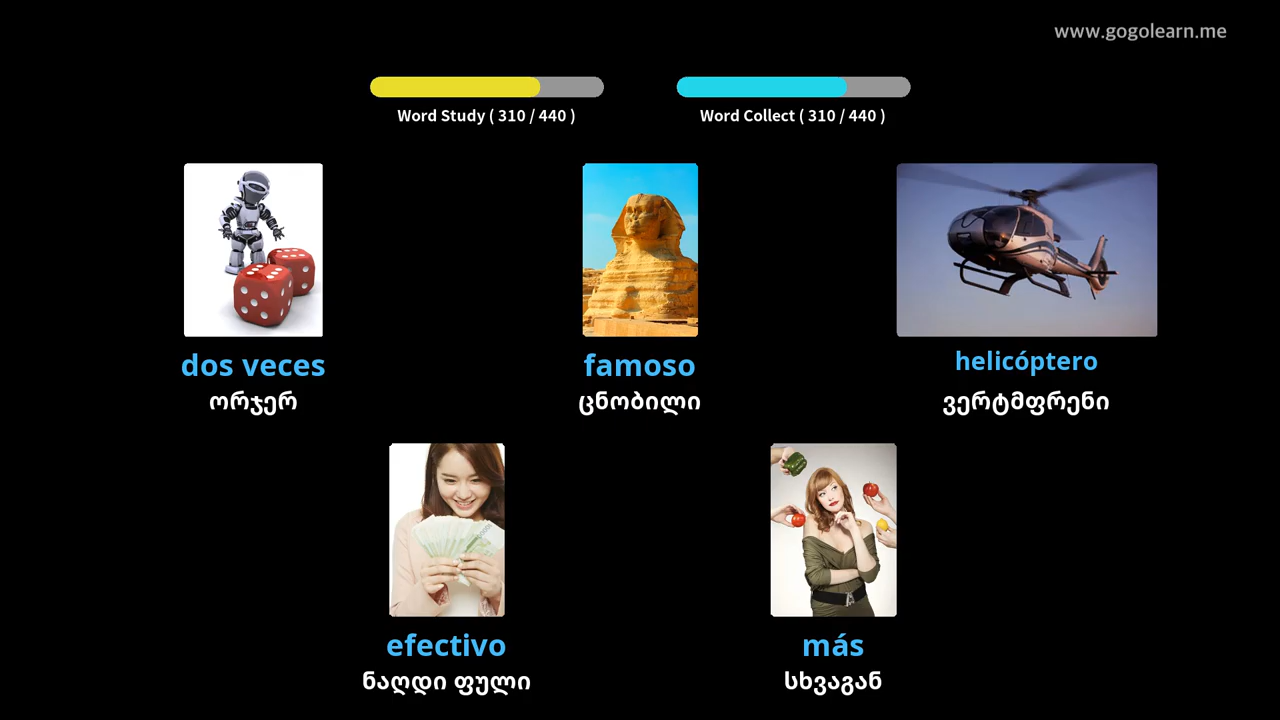 www.gogolearn.me
Word Study ( 310 / 440 )
Word Collect ( 310 / 440 )
dos veces
ორჯერ
famoso
ცნობილი
helicóptero
ვერტმფრენი
efectivo
ნაღდი ფული
más
სხვაგან